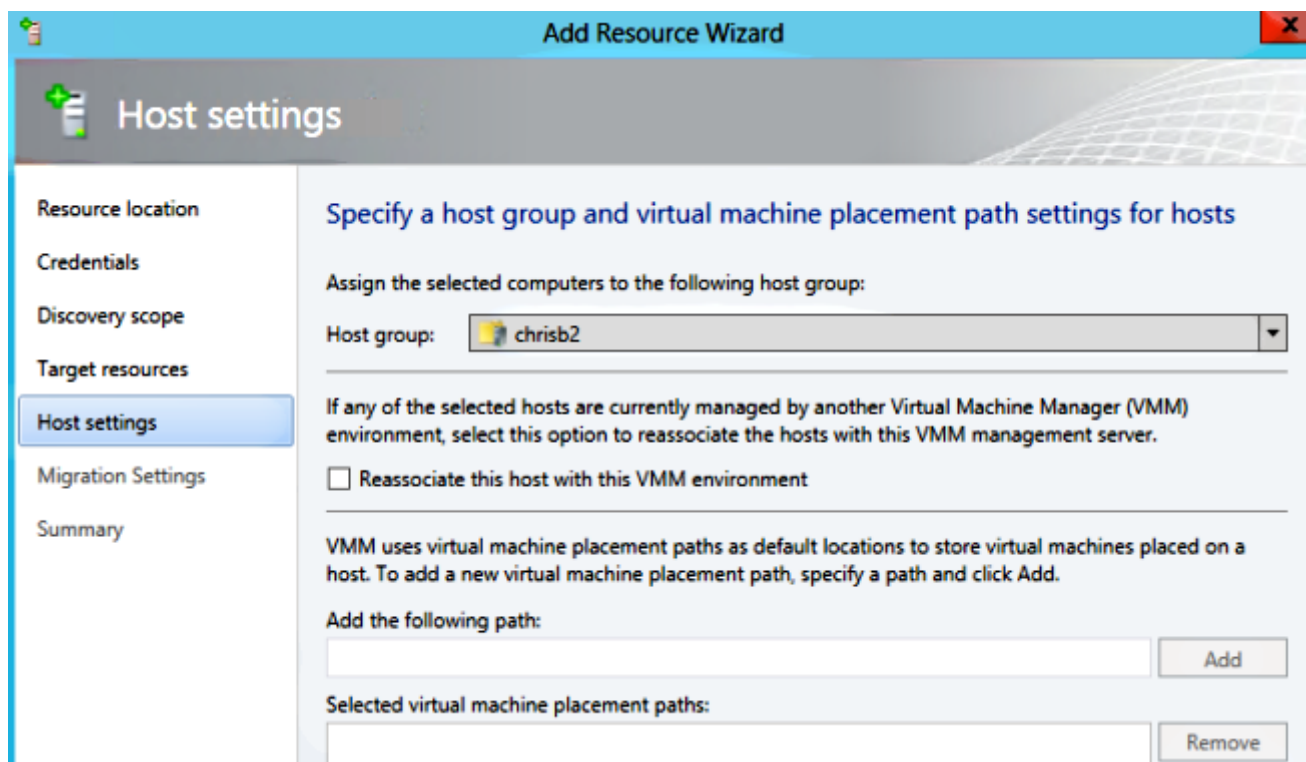 Add Resource Wizard
x
Host settings
Resource location
Credentials
Discovery scope
Target resources
Host settings
Migration Settings
Summary
Specify a host group and virtual machine placement path settings for hosts
Assign the selected computers to the following host group:
Host group: chrisb2
If any of the selected hosts are currently managed by another Virtual Machine Manager (VMM)
environment, select this option to reassociate the hosts with this VMM management server.
Reassociate this host with this VMM environment
VMM uses virtual machine placement paths as default locations to store virtual machines placed on a
host. To add a new virtual machine placement path, specify a path and click Add.
Add the following path:
Add
Selected virtual machine placement paths:
Remove